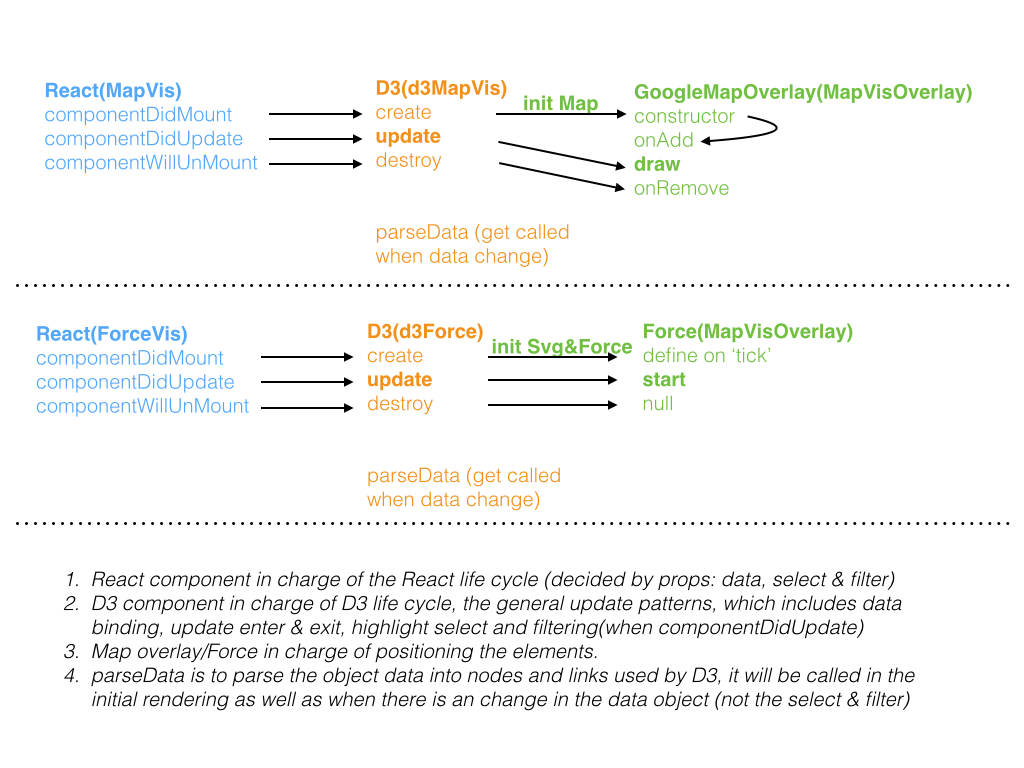 React(MapVis)
componentDidMount
componentDidUpdate
componentWillUnMount
D3(d3MapVis)
create
update
destroy
parseData (get called
when data change)
init Map
GoogleMapOverlay(MapVisOverlay)
constructor
onAdd
draw
onRemove
React(ForceVis)
componentDidMount
componentDidUpdate
componentWillUnMount
D3(d3Force)
create
update
destroy
parseData (get called
when data change)
init Svg&Force
Force(MapVisOverlay)
define on ‘tick’
start
null
1. React component in charge of the React life cycle (decided by props: data, select & filter)
2. D3 component in charge of D3 life cycle, the general update patterns, which includes data
binding, update enter & exit, highlight select and filtering(when componentDidUpdate)
3. Map overlay/Force in charge of positioning the elements.
4. parseData is to parse the object data into nodes and links used by D3, it will be called in the
initial rendering as well as when there is an change in the data object (not the select & filter)